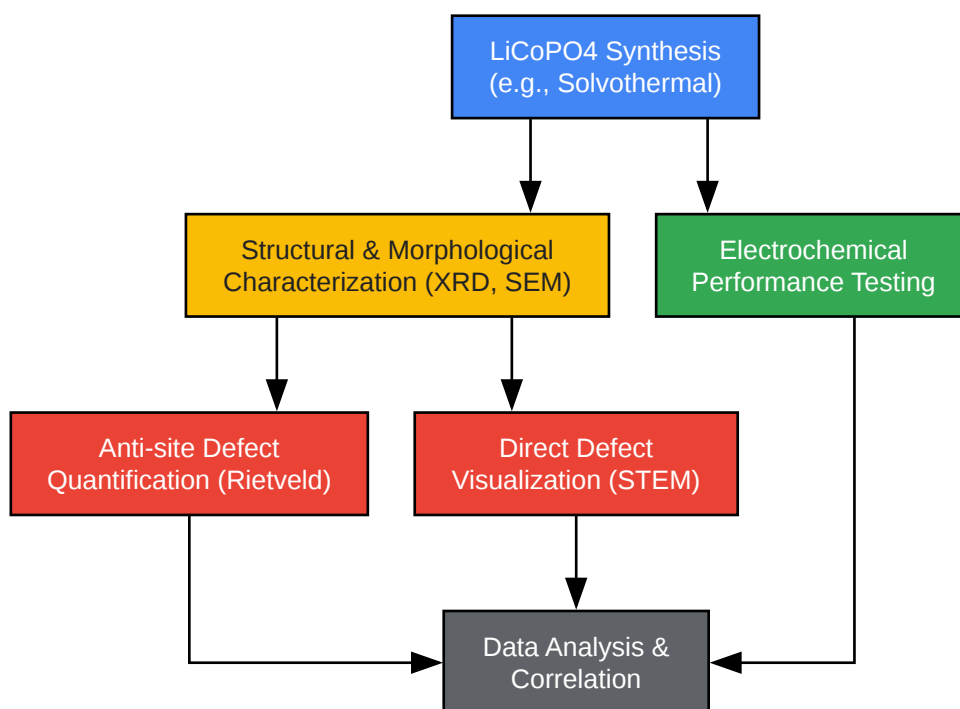 LiCoPO4 Synthesis
(e.g., Solvothermal)
Structural & Morphological
Characterization (XRD, SEM)
Electrochemical
Performance Testing
Anti-site Defect
Quantification (Rietveld)
Direct Defect
Visualization (STEM)
Data Analysis &
Correlation